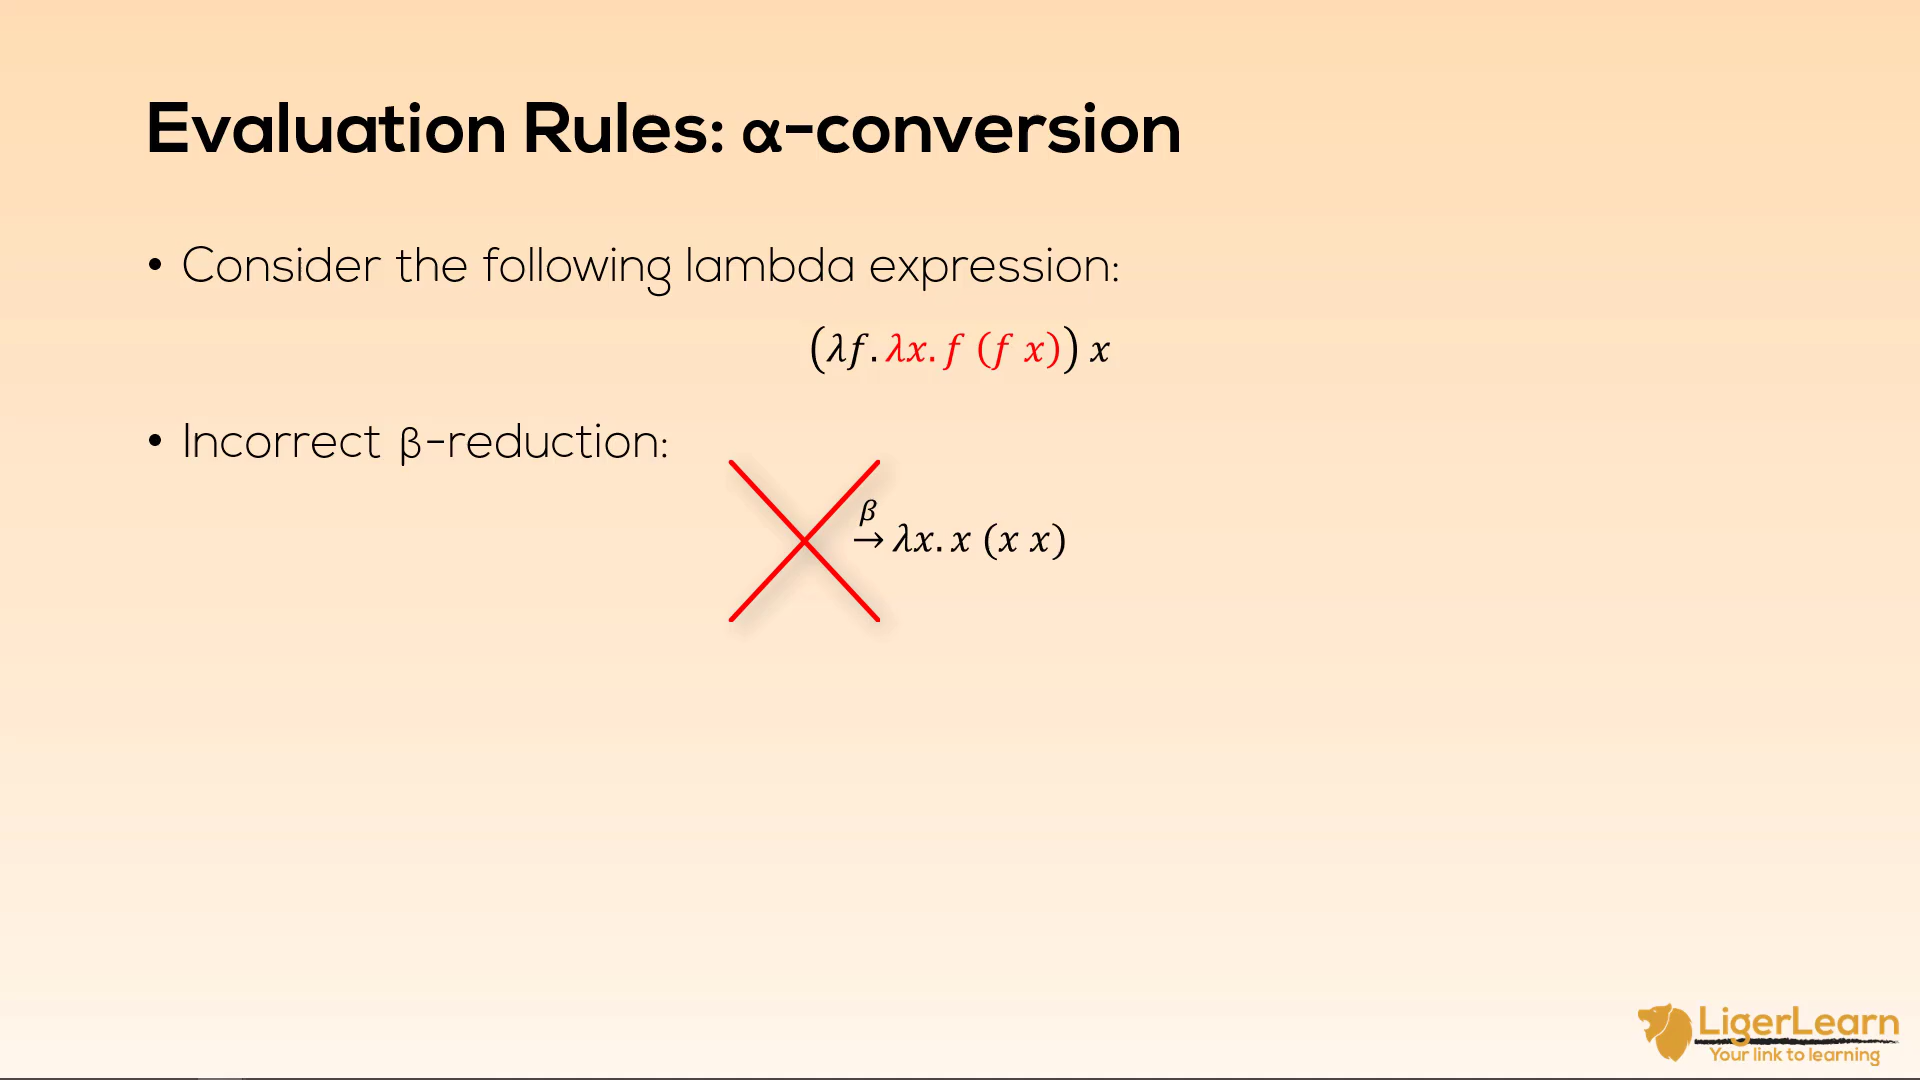 Evaluation Rules: α-conversion
• Consider the following lambda expression:
(λf. λx. f (f x)) x
• Incorrect β-reduction:
β
→ λx. x (x x)
LigerLearn
Your link to learning